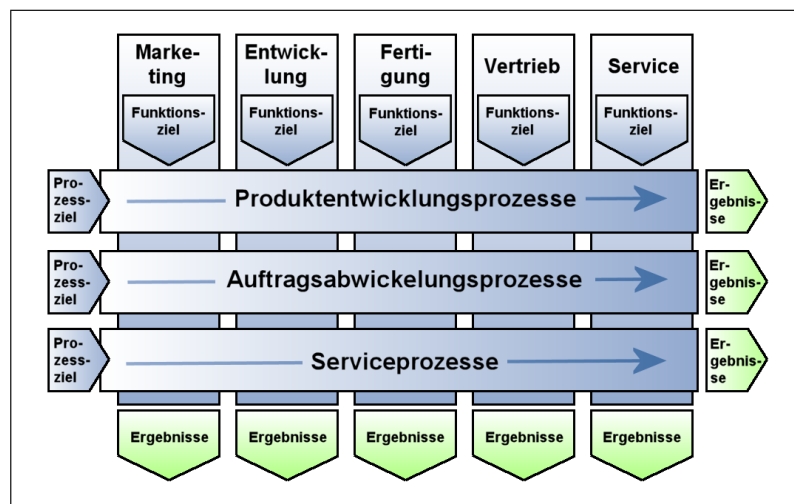 Marke-
ting
Entwick-
lung
Ferti-
gung
Vertrieb
Service
Funktions-
ziel
Funktions-
ziel
Funktions-
ziel
Funktions-
ziel
Funktions-
ziel
Pro-
zess-
ziel
Produktentwicklungsprozesse
Er-
gebnis-
se
Pro-
zess-
ziel
Auftragsabwickelungsprozesse
Er-
gebnis-
se
Pro-
zess-
ziel
Serviceprozesse
Er-
gebnis-
se
Ergebnisse
Ergebnisse
Ergebnisse
Ergebnisse
Ergebnisse